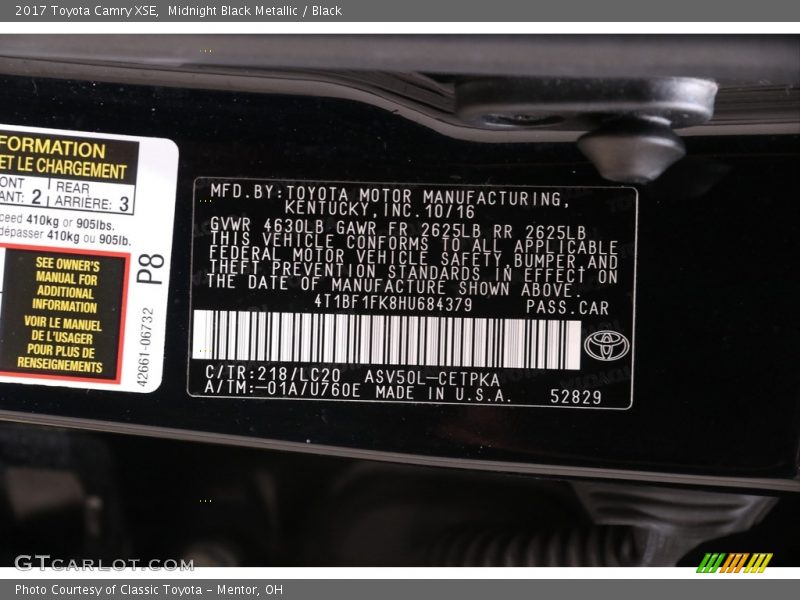 2017 Toyota Camry XSE, Midnight Black Metallic / Black
FORMATION
ET LE CHARGEMENT
ONT 2 REAR 3
ANT: ARRIÈRE:
ceed 410kg or 905lbs.
dépasser 410kg ou 905lb.
SEE OWNER'S
MANUAL FOR
ADDITIONAL
INFORMATION
VOIR LE MANUEL
DE L'USAGER
POUR PLUS DE
RENSEIGNEMENTS
P8
42661-06732
MFD.BY:TOYOTA MOTOR MANUFACTURING,
KENTUCKY,INC.10/16
GVWR 4630LB GAWR FR 2625LB RR 2625LB
THIS VEHICLE CONFORMS TO ALL APPLICABLE
FEDERAL MOTOR VEHICLE SAFETY,BUMPER AND
THEFT PREVENTION STANDARDS IN EFFECT ON
THE DATE OF MANUFACTURE SHOWN ABOVE.
4T1BF1FK8HU684379 PASS.CAR
C/TR:218/LC20 ASV50L-CETPKA
A/TM:-01A/U760E MADE IN U.S.A. 52829
GTCARLOT.COM
Photo Courtesy of Classic Toyota - Mentor, OH